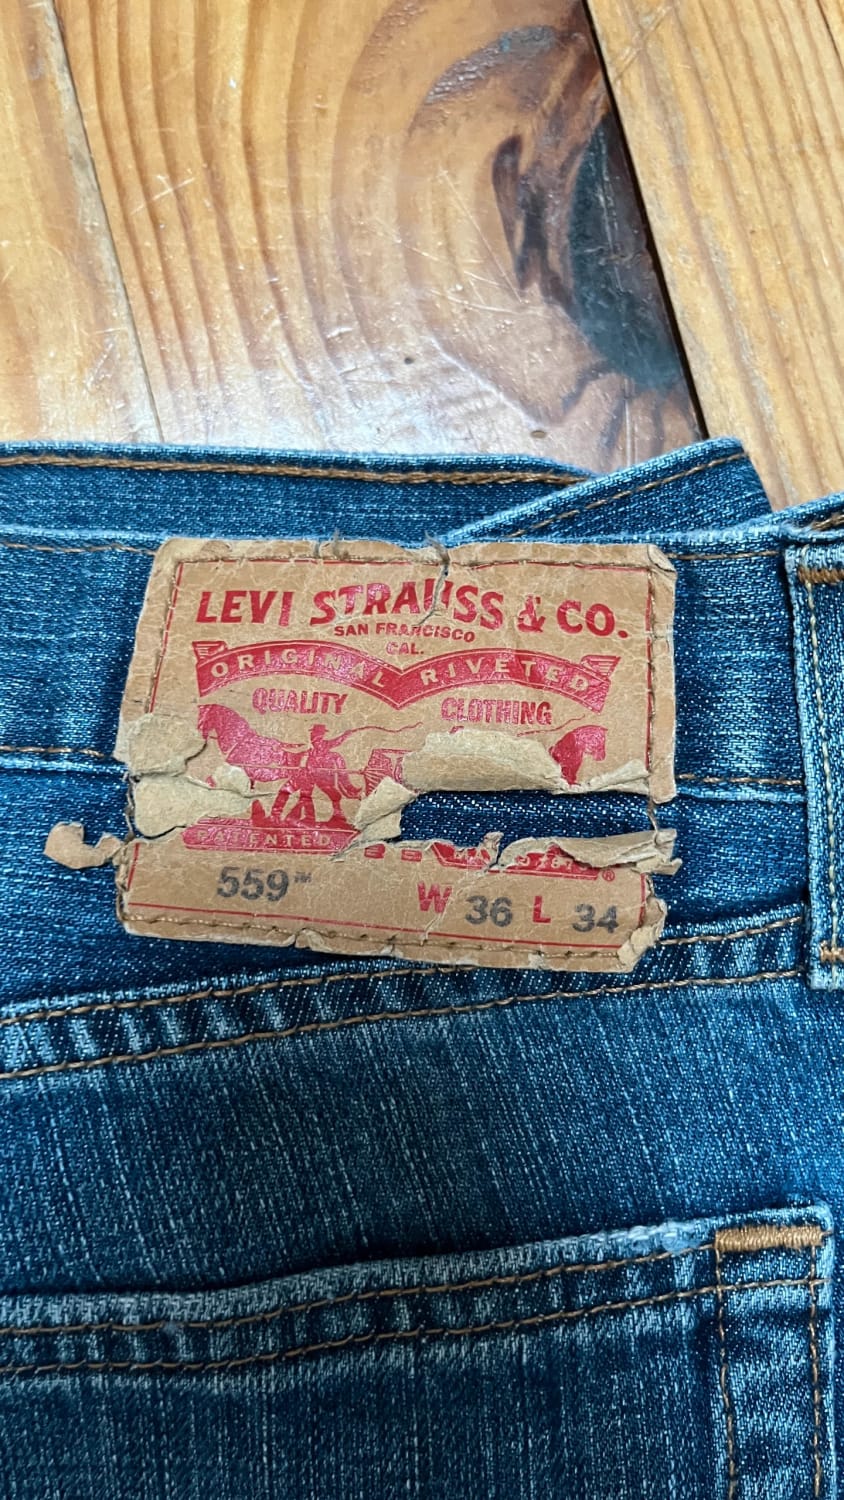 LEVI STRAUSS & CO.
SAN FRANCISCO
CAL.
ORIGINAL RIVETED
QUALITY CLOTHING
PATENTED
559™ W 36 L 34
®